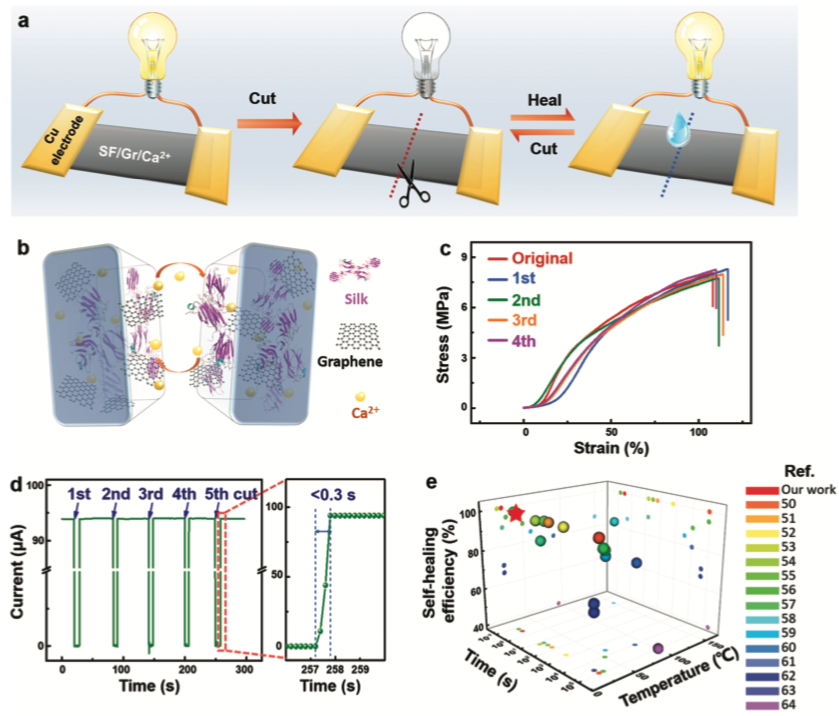 a
Cut
Heal
Cut
Cu
electrode
SF/Gr/Ca²⁺
b
Silk
Graphene
Ca²⁺
c
Stress (MPa)
9
6
3
0
Original
1st
2nd
3rd
4th
0
50
100
Strain (%)
d
Current (μA)
100
90
0
1st 2nd 3rd 4th 5th cut
0 100 200 300
Time (s)
<0.3 s
100
50
0
257 258 259
Time (s)
e
Self-healing
efficiency (%)
100
80
60
40
Time (s)
0
50
100
150
Temperature (℃)
Ref.
Our work
50
51
52
53
54
55
56
57
58
59
60
61
62
63
64